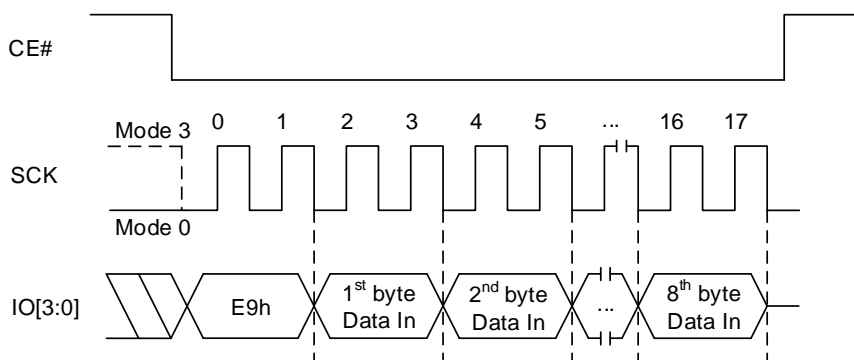 CE#
Mode 3 0 1 2 3 4 5 ... 16 17
SCK
Mode 0
IO[3:0] E9h 1st byte Data In 2nd byte Data In ... 8th byte Data In